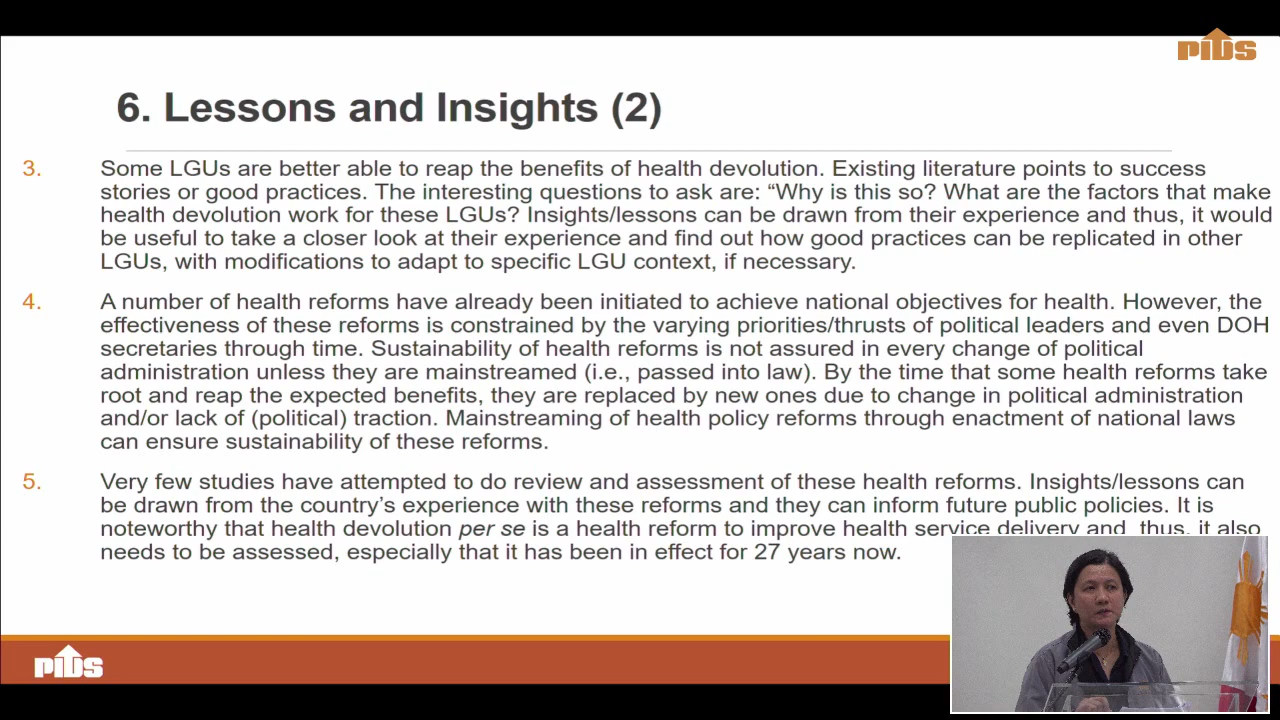 PIDS
6. Lessons and Insights (2)
3. Some LGUs are better able to reap the benefits of health devolution. Existing literature points to success
stories or good practices. The interesting questions to ask are: “Why is this so? What are the factors that make
health devolution work for these LGUs? Insights/lessons can be drawn from their experience and thus, it would
be useful to take a closer look at their experience and find out how good practices can be replicated in other
LGUs, with modifications to adapt to specific LGU context, if necessary.
4. A number of health reforms have already been initiated to achieve national objectives for health. However, the
effectiveness of these reforms is constrained by the varying priorities/thrusts of political leaders and even DOH
secretaries through time. Sustainability of health reforms is not assured in every change of political
administration unless they are mainstreamed (i.e., passed into law). By the time that some health reforms take
root and reap the expected benefits, they are replaced by new ones due to change in political administration
and/or lack of (political) traction. Mainstreaming of health policy reforms through enactment of national laws
can ensure sustainability of these reforms.
5. Very few studies have attempted to do review and assessment of these health reforms. Insights/lessons can
be drawn from the country’s experience with these reforms and they can inform future public policies. It is
noteworthy that health devolution per se is a health reform to improve health service delivery and, thus, it also
needs to be assessed, especially that it has been in effect for 27 years now.
PIDS